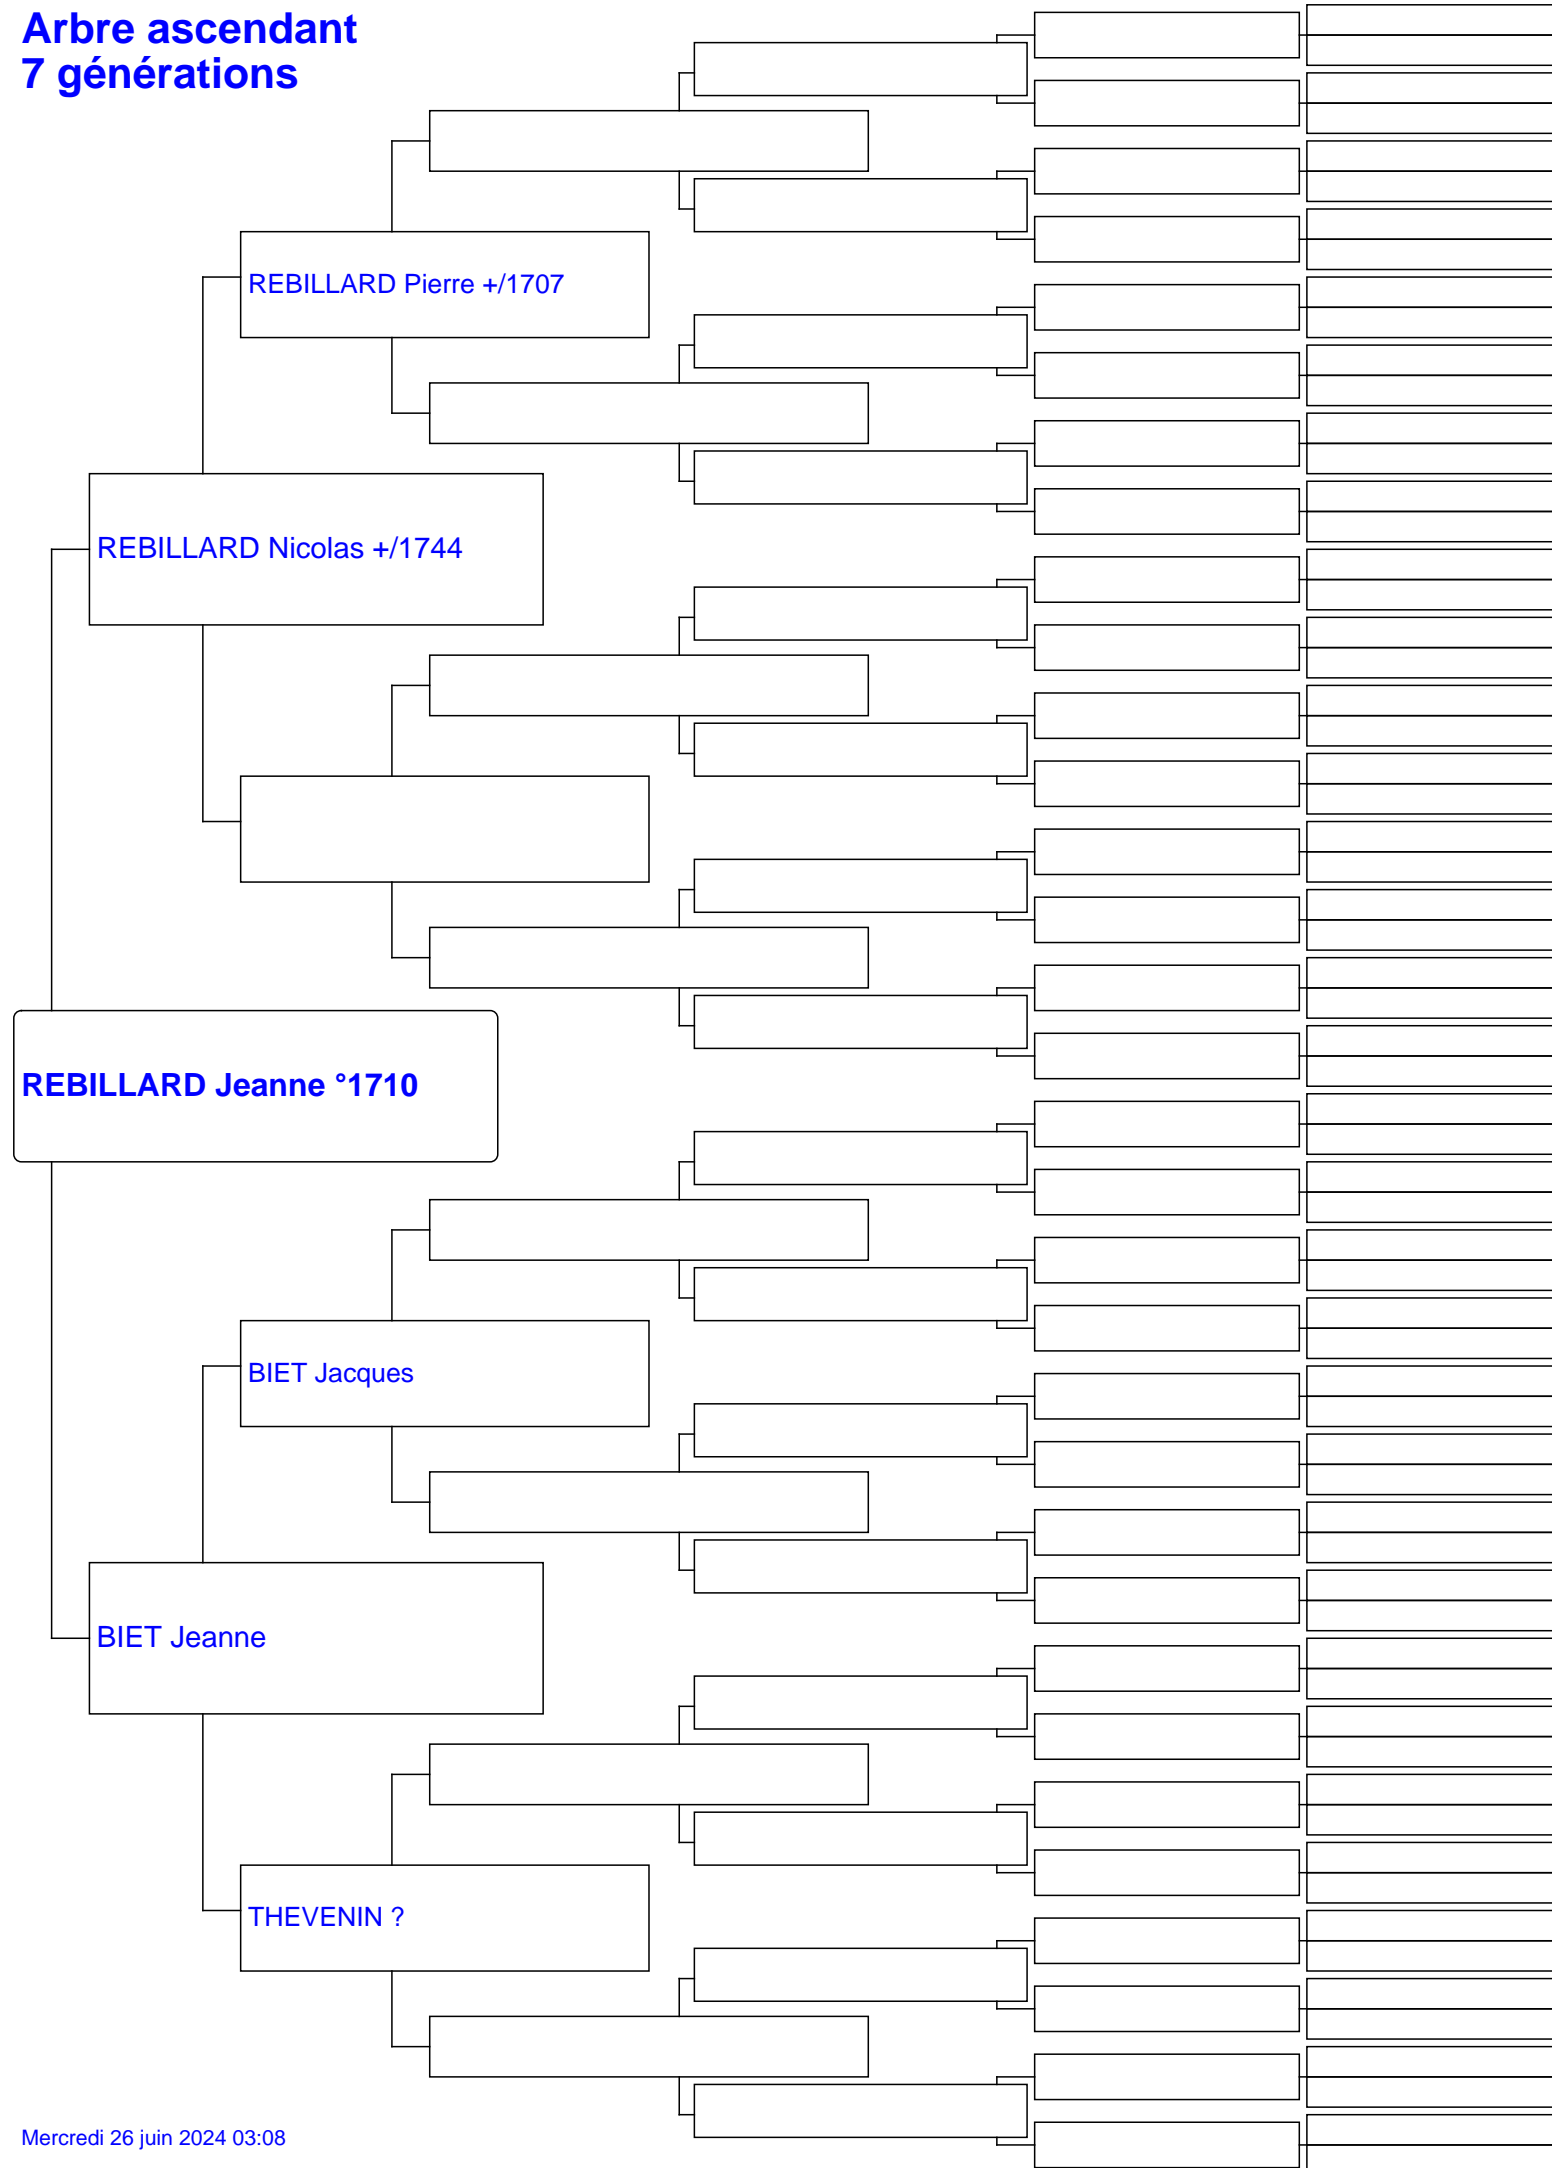 Arbre ascendant
7 générations
REBILLARD Pierre +/1707
REBILLARD Nicolas +/1744
REBILLARD Jeanne °1710
BIET Jacques
BIET Jeanne
THEVENIN ?
Mercredi 26 juin 2024 03:08